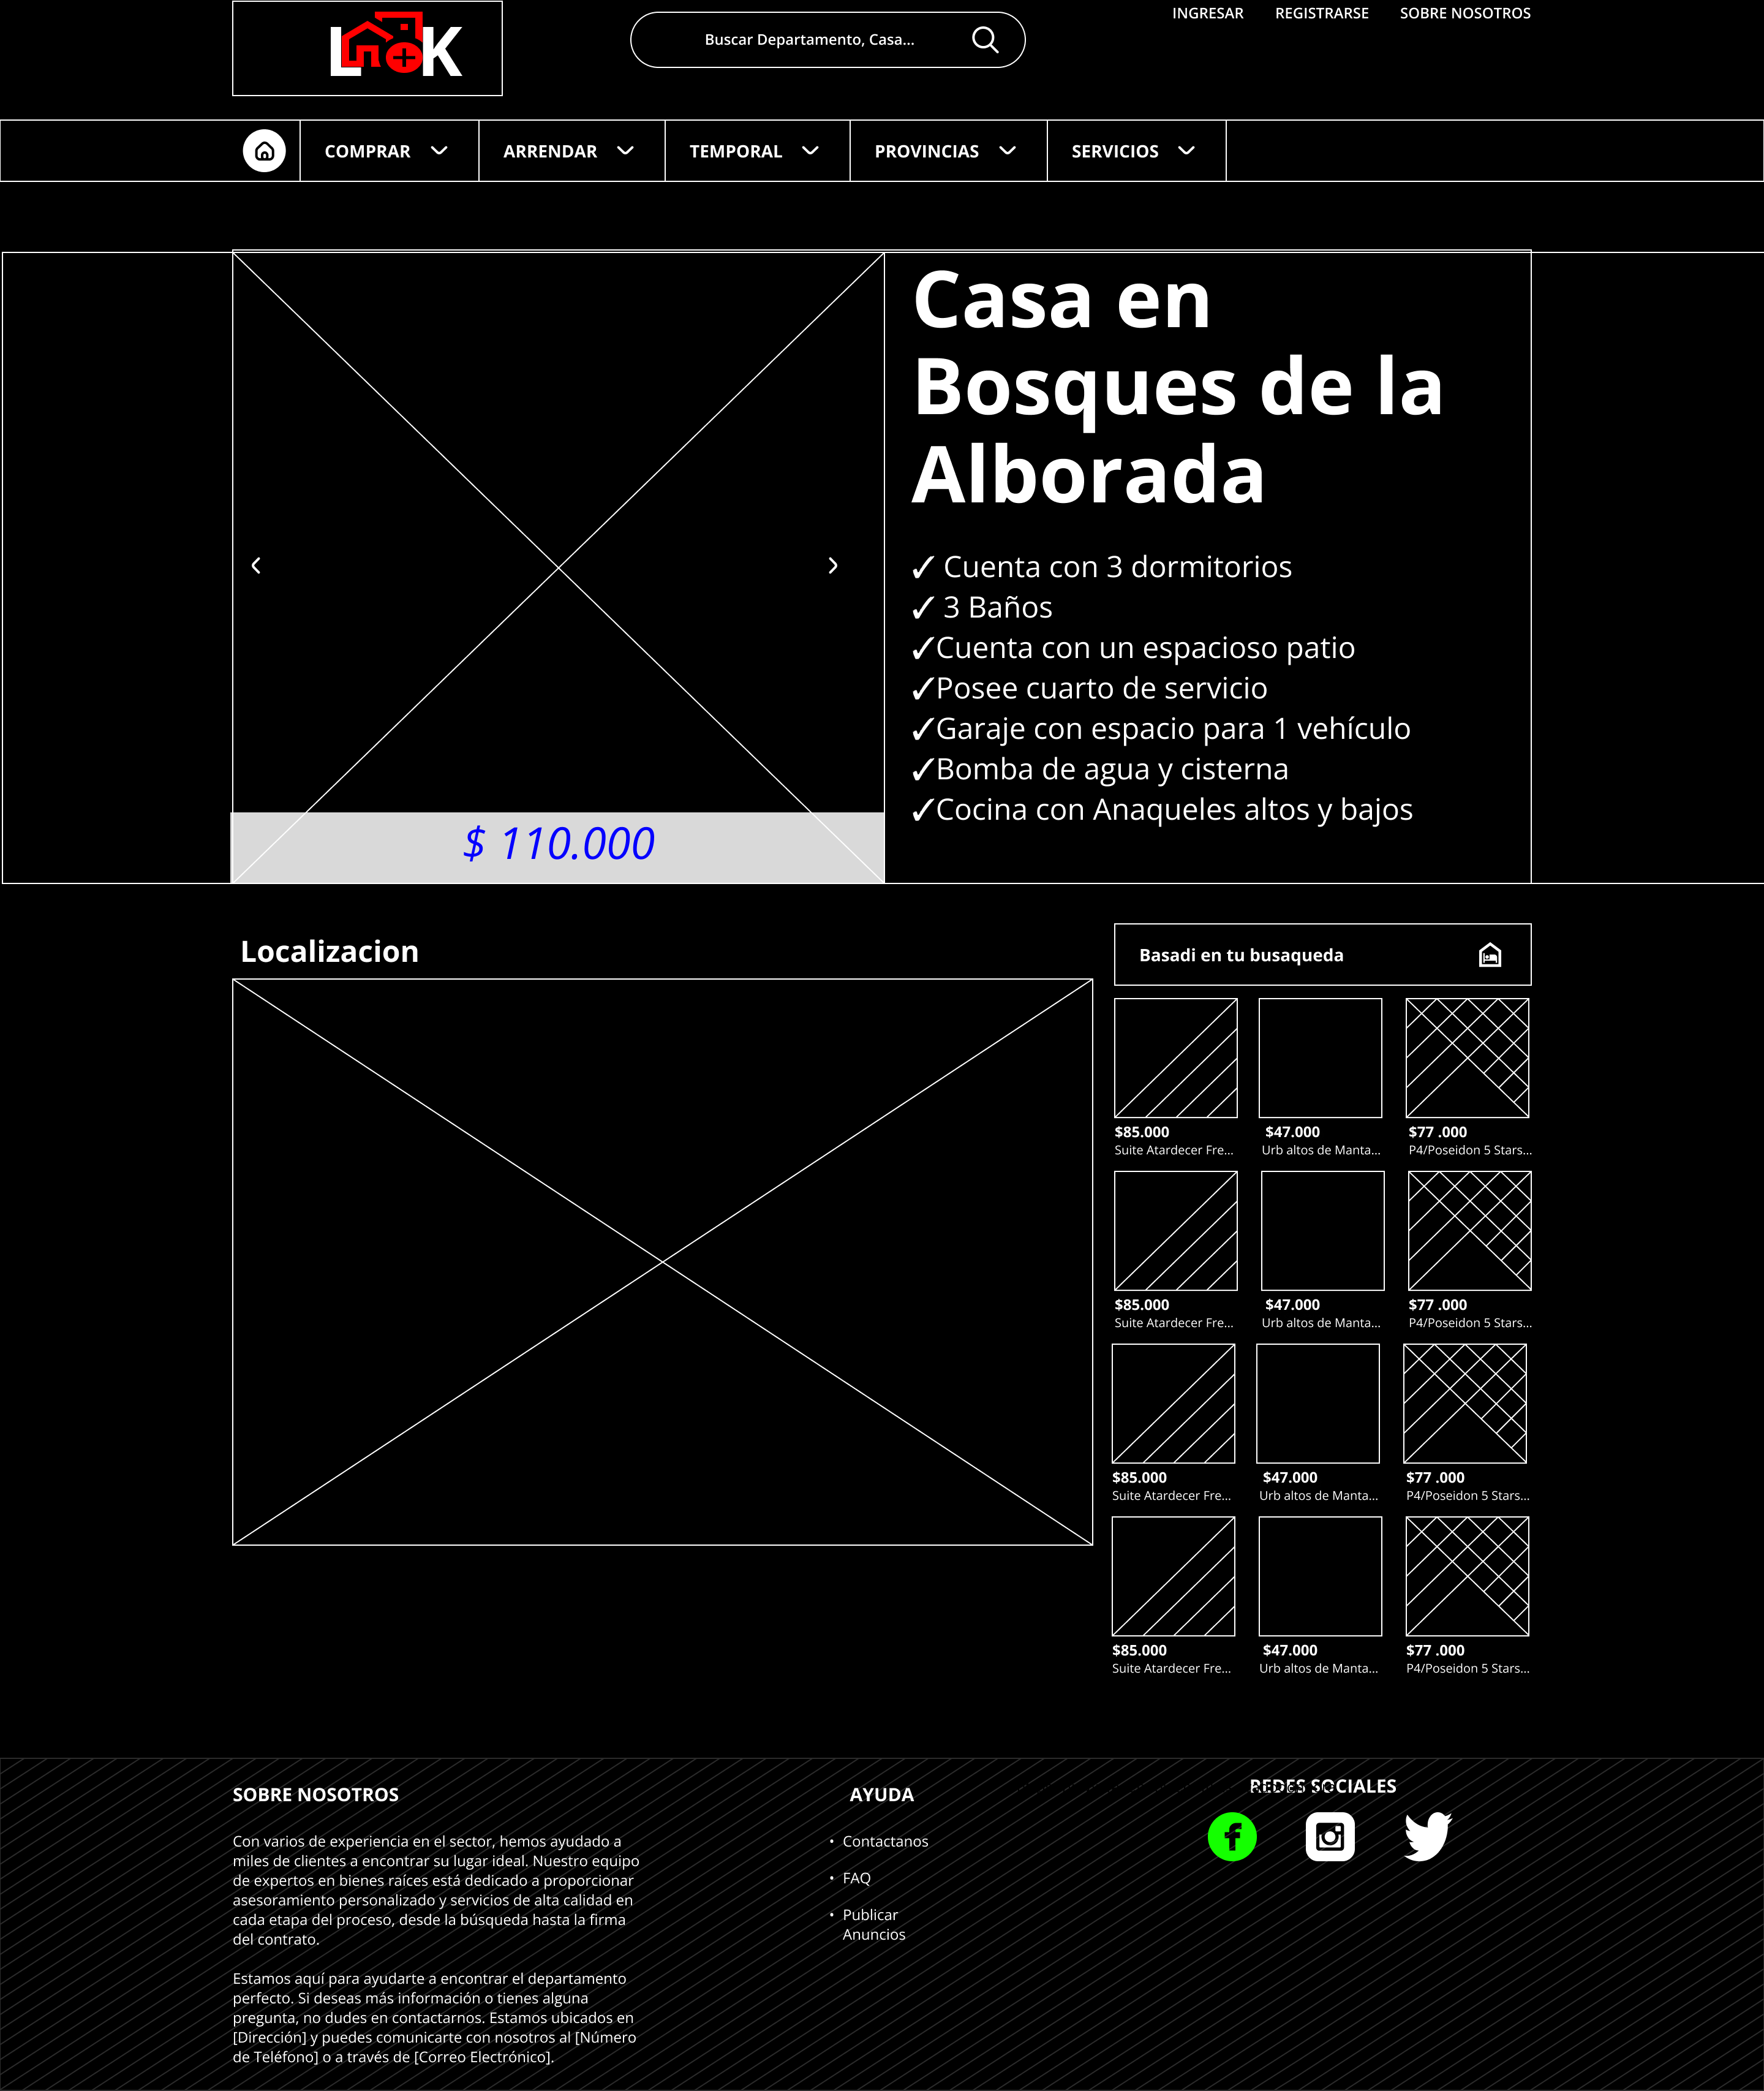 LOOK
Buscar Departamento, Casa...
INGRESAR REGISTRARSE SOBRE NOSOTROS
COMPRAR ARRENDAR TEMPORAL PROVINCIAS SERVICIOS
Casa en
Bosques de la
Alborada
✓ Cuenta con 3 dormitorios
✓ 3 Baños
✓Cuenta con un espacioso patio
✓Posee cuarto de servicio
✓Garaje con espacio para 1 vehículo
✓Bomba de agua y cisterna
✓Cocina con Anaqueles altos y bajos
$ 110.000
Localizacion
Basadi en tu busaqueda
$85.000 $47.000 $77 .000
Suite Atardecer Fre... Urb altos de Manta... P4/Poseidon 5 Stars...
$85.000 $47.000 $77 .000
Suite Atardecer Fre... Urb altos de Manta... P4/Poseidon 5 Stars...
$85.000 $47.000 $77 .000
Suite Atardecer Fre... Urb altos de Manta... P4/Poseidon 5 Stars...
$85.000 $47.000 $77 .000
Suite Atardecer Fre... Urb altos de Manta... P4/Poseidon 5 Stars...
SOBRE NOSOTROS
Con varios de experiencia en el sector, hemos ayudado a
miles de clientes a encontrar su lugar ideal. Nuestro equipo
de expertos en bienes raíces está dedicado a proporcionar
asesoramiento personalizado y servicios de alta calidad en
cada etapa del proceso, desde la búsqueda hasta la firma
del contrato.
Estamos aquí para ayudarte a encontrar el departamento
perfecto. Si deseas más información o tienes alguna
pregunta, no dudes en contactarnos. Estamos ubicados en
[Dirección] y puedes comunicarte con nosotros al [Número
de Teléfono] o a través de [Correo Electrónico].
AYUDA
• Contactanos
• FAQ
• Publicar
Anuncios
REDES SOCIALES